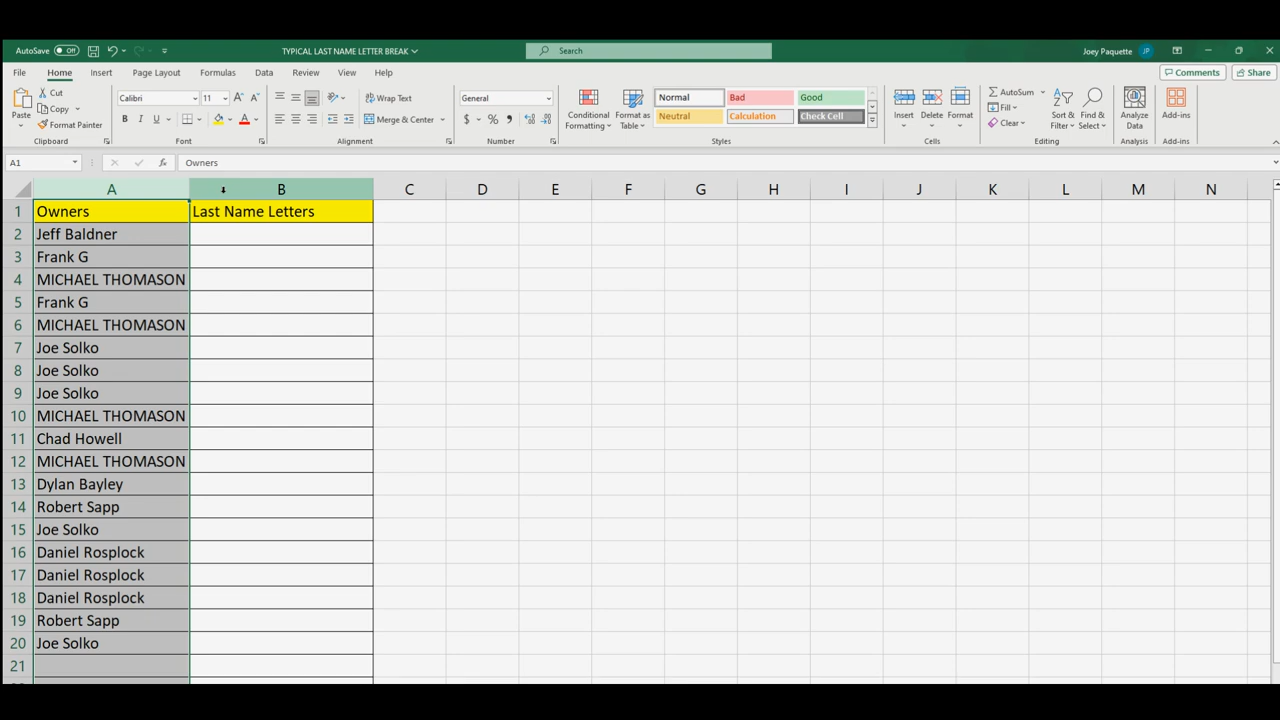 AutoSave Off TYPICAL LAST NAME LETTER BREAK Search Joey Paquette JP
File Home Insert Page Layout Formulas Data Review View Help Comments Share
Paste Cut Copy Format Painter Clipboard
Calibri 11 A A B I U A Font
Wrap Text Merge & Center Alignment
General $ % Number
Conditional Formatting Format as Table Normal Bad Good Neutral Calculation Check Cell Styles
Insert Delete Format Cells
AutoSum Fill Clear Sort & Filter Find & Select Editing
Analyze Data Analysis
Add-ins Add-ins
A1 fx Owners
A B C D E F G H I J K L M N
1 Owners Last Name Letters
2 Jeff Baldner
3 Frank G
4 MICHAEL THOMASON
5 Frank G
6 MICHAEL THOMASON
7 Joe Solko
8 Joe Solko
9 Joe Solko
10 MICHAEL THOMASON
11 Chad Howell
12 MICHAEL THOMASON
13 Dylan Bayley
14 Robert Sapp
15 Joe Solko
16 Daniel Rosplock
17 Daniel Rosplock
18 Daniel Rosplock
19 Robert Sapp
20 Joe Solko
21